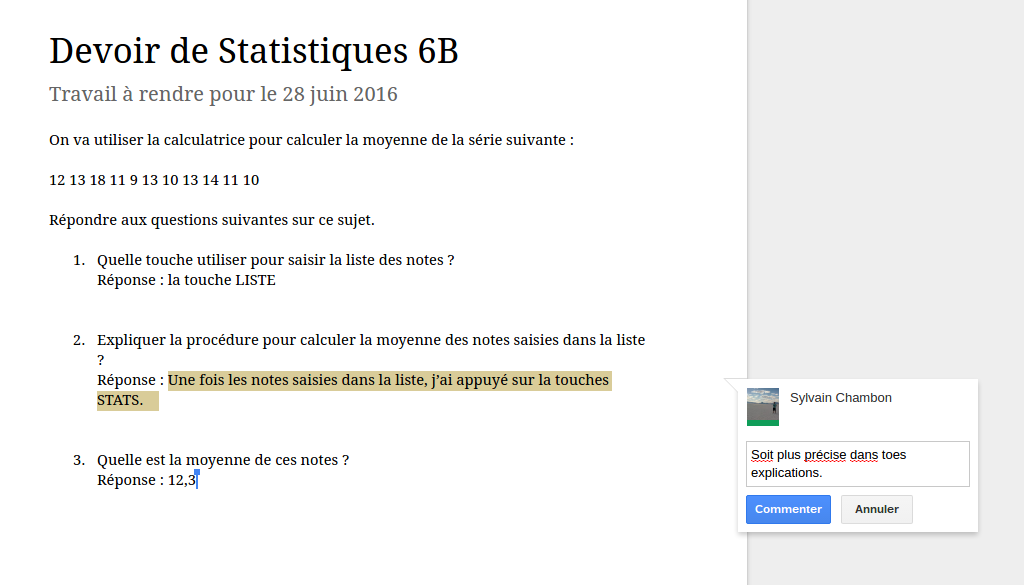 Devoir de Statistiques 6B
Travail à rendre pour le 28 juin 2016
On va utiliser la calculatrice pour calculer la moyenne de la série suivante :
12 13 18 11 9 13 10 13 14 11 10
Répondre aux questions suivantes sur ce sujet.
1. Quelle touche utiliser pour saisir la liste des notes ?
Réponse : la touche LISTE
2. Expliquer la procédure pour calculer la moyenne des notes saisies dans la liste
?
Réponse : Une fois les notes saisies dans la liste, j'ai appuyé sur la touches
STATS.
3. Quelle est la moyenne de ces notes ?
Réponse : 12,3
Sylvain Chambon
Soit plus précise dans toes
explications.
Commenter Annuler